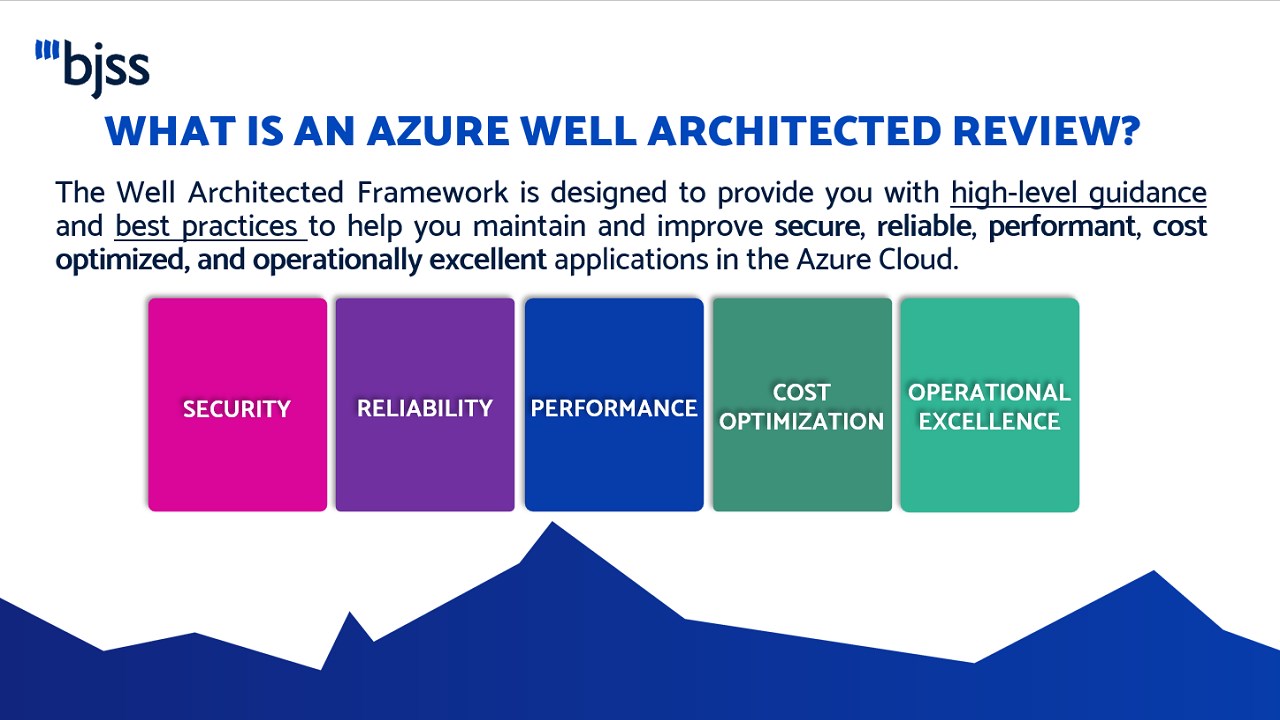 bjss
WHAT IS AN AZURE WELL ARCHITECTED REVIEW?
The Well Architected Framework is designed to provide you with high-level guidance
and best practices to help you maintain and improve secure, reliable, performant, cost
optimized, and operationally excellent applications in the Azure Cloud.
SECURITY
RELIABILITY
PERFORMANCE
COST
OPTIMIZATION
OPERATIONAL
EXCELLENCE